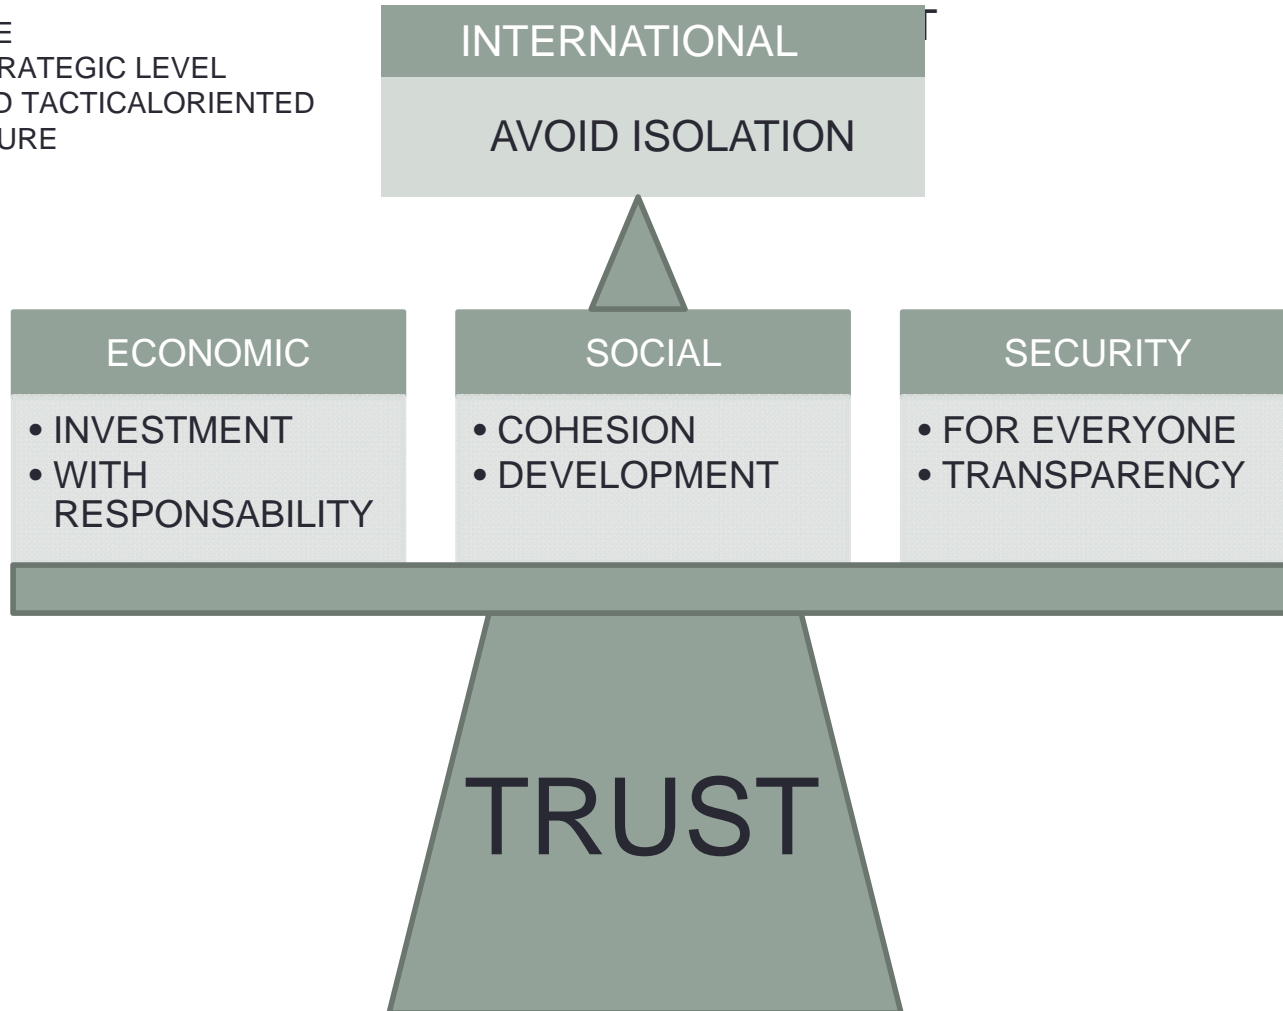 E
RATEGIC LEVEL
D TACTICALORIENTED
URE
INTERNATIONAL
AVOID ISOLATION
ECONOMIC
• INVESTMENT
• WITH
RESPONSABILITY
SOCIAL
• COHESION
• DEVELOPMENT
SECURITY
• FOR EVERYONE
• TRANSPARENCY
TRUST